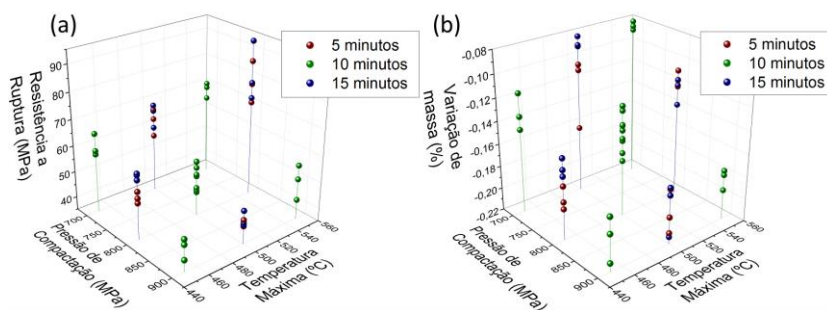 (a)
5 minutos
10 minutos
15 minutos
Resistência a
Ruptura (MPa)
90
80
70
60
50
40
700
750
800
850
900
Pressão de
Compactação (MPa)
440
460
480
500
520
540
560
Temperatura
Máxima (ºC)
(b)
5 minutos
10 minutos
15 minutos
Variação de
massa (%)
-0,08
-0,10
-0,12
-0,14
-0,16
-0,18
-0,20
-0,22
700
750
800
850
900
Pressão de
Compactação (MPa)
440
460
480
500
520
540
560
Temperatura
Máxima (ºC)